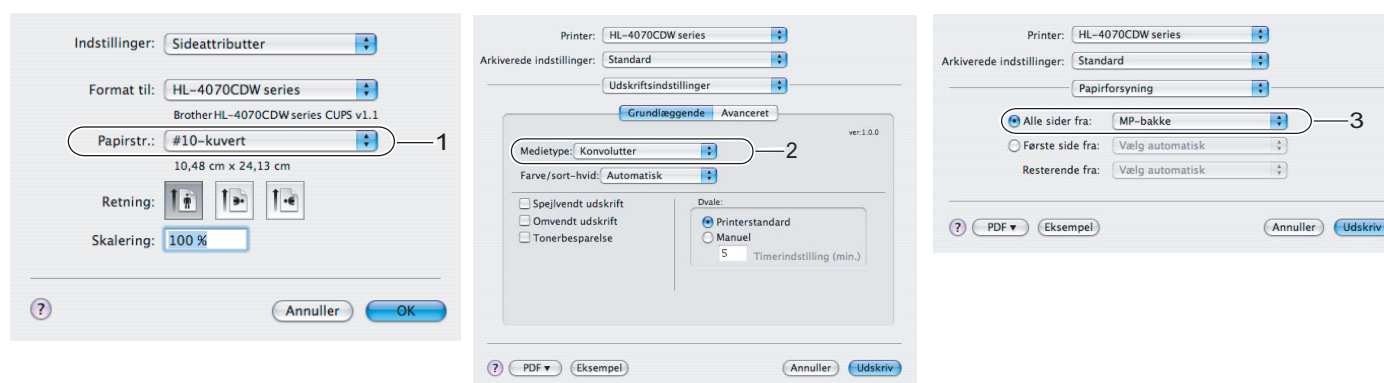 Indstillinger: Sideattributter
Format til: HL-4070CDW series
Brother HL-4070CDW series CUPS v1.1
Papirstr.: #10-kuvert 1
10,48 cm x 24,13 cm
Retning:
Skalering: 100 %
? Annuller OK
Printer: HL-4070CDW series
Arkiverede indstillinger: Standard
Udskriftsindstillinger
Grundlæggende Avanceret
ver:1.0.0
Medietype: Konvolutter 2
Farve/sort-hvid: Automatisk
Spejlvendt udskrift
Omvendt udskrift
Tonerbesparelse
Dvale:
Printerstandard
Manuel
5 Timerindstilling (min.)
? PDF ▾ Eksempel Annuller Udskriv
Printer: HL-4070CDW series
Arkiverede indstillinger: Standard
Papirforsyning
Alle sider fra: MP-bakke 3
Første side fra: Vælg automatisk
Resterende fra: Vælg automatisk
? PDF ▾ Eksempel Annuller Udskriv